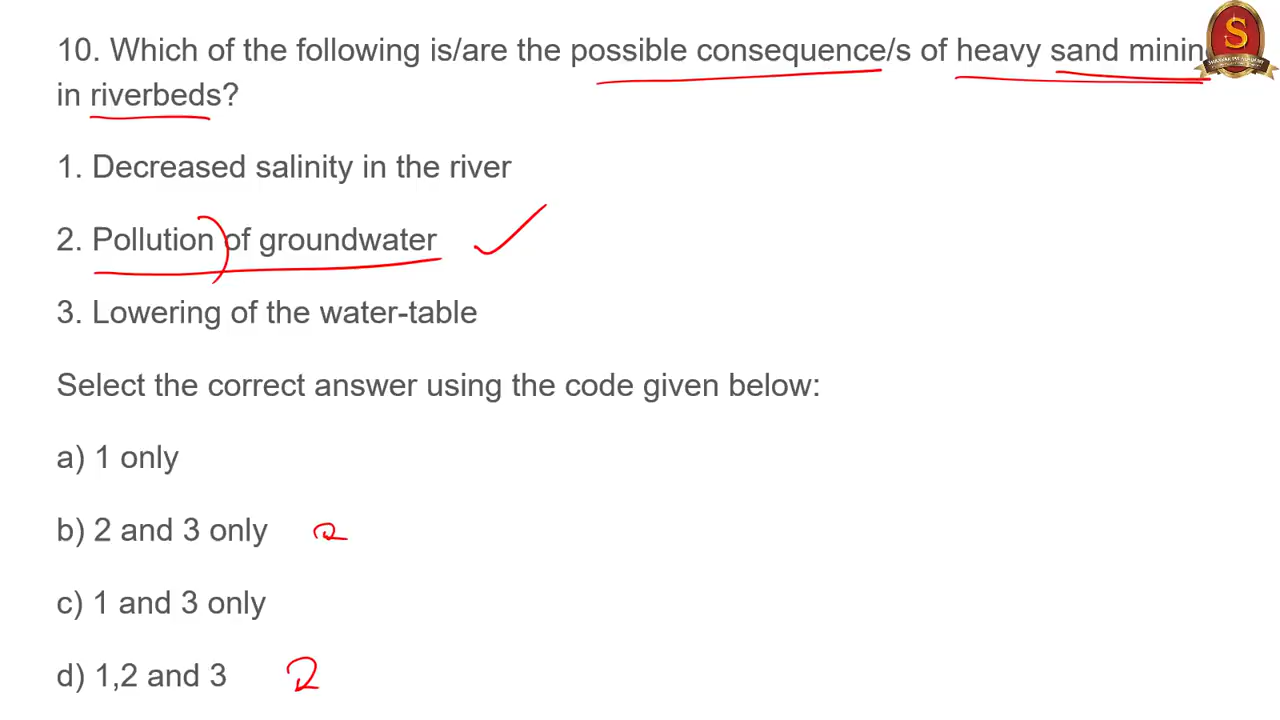 10. Which of the following is/are the possible consequence/s of heavy sand minin
in riverbeds?
1. Decreased salinity in the river
2. Pollution of groundwater
3. Lowering of the water-table
Select the correct answer using the code given below:
a) 1 only
b) 2 and 3 only
c) 1 and 3 only
d) 1,2 and 3
S